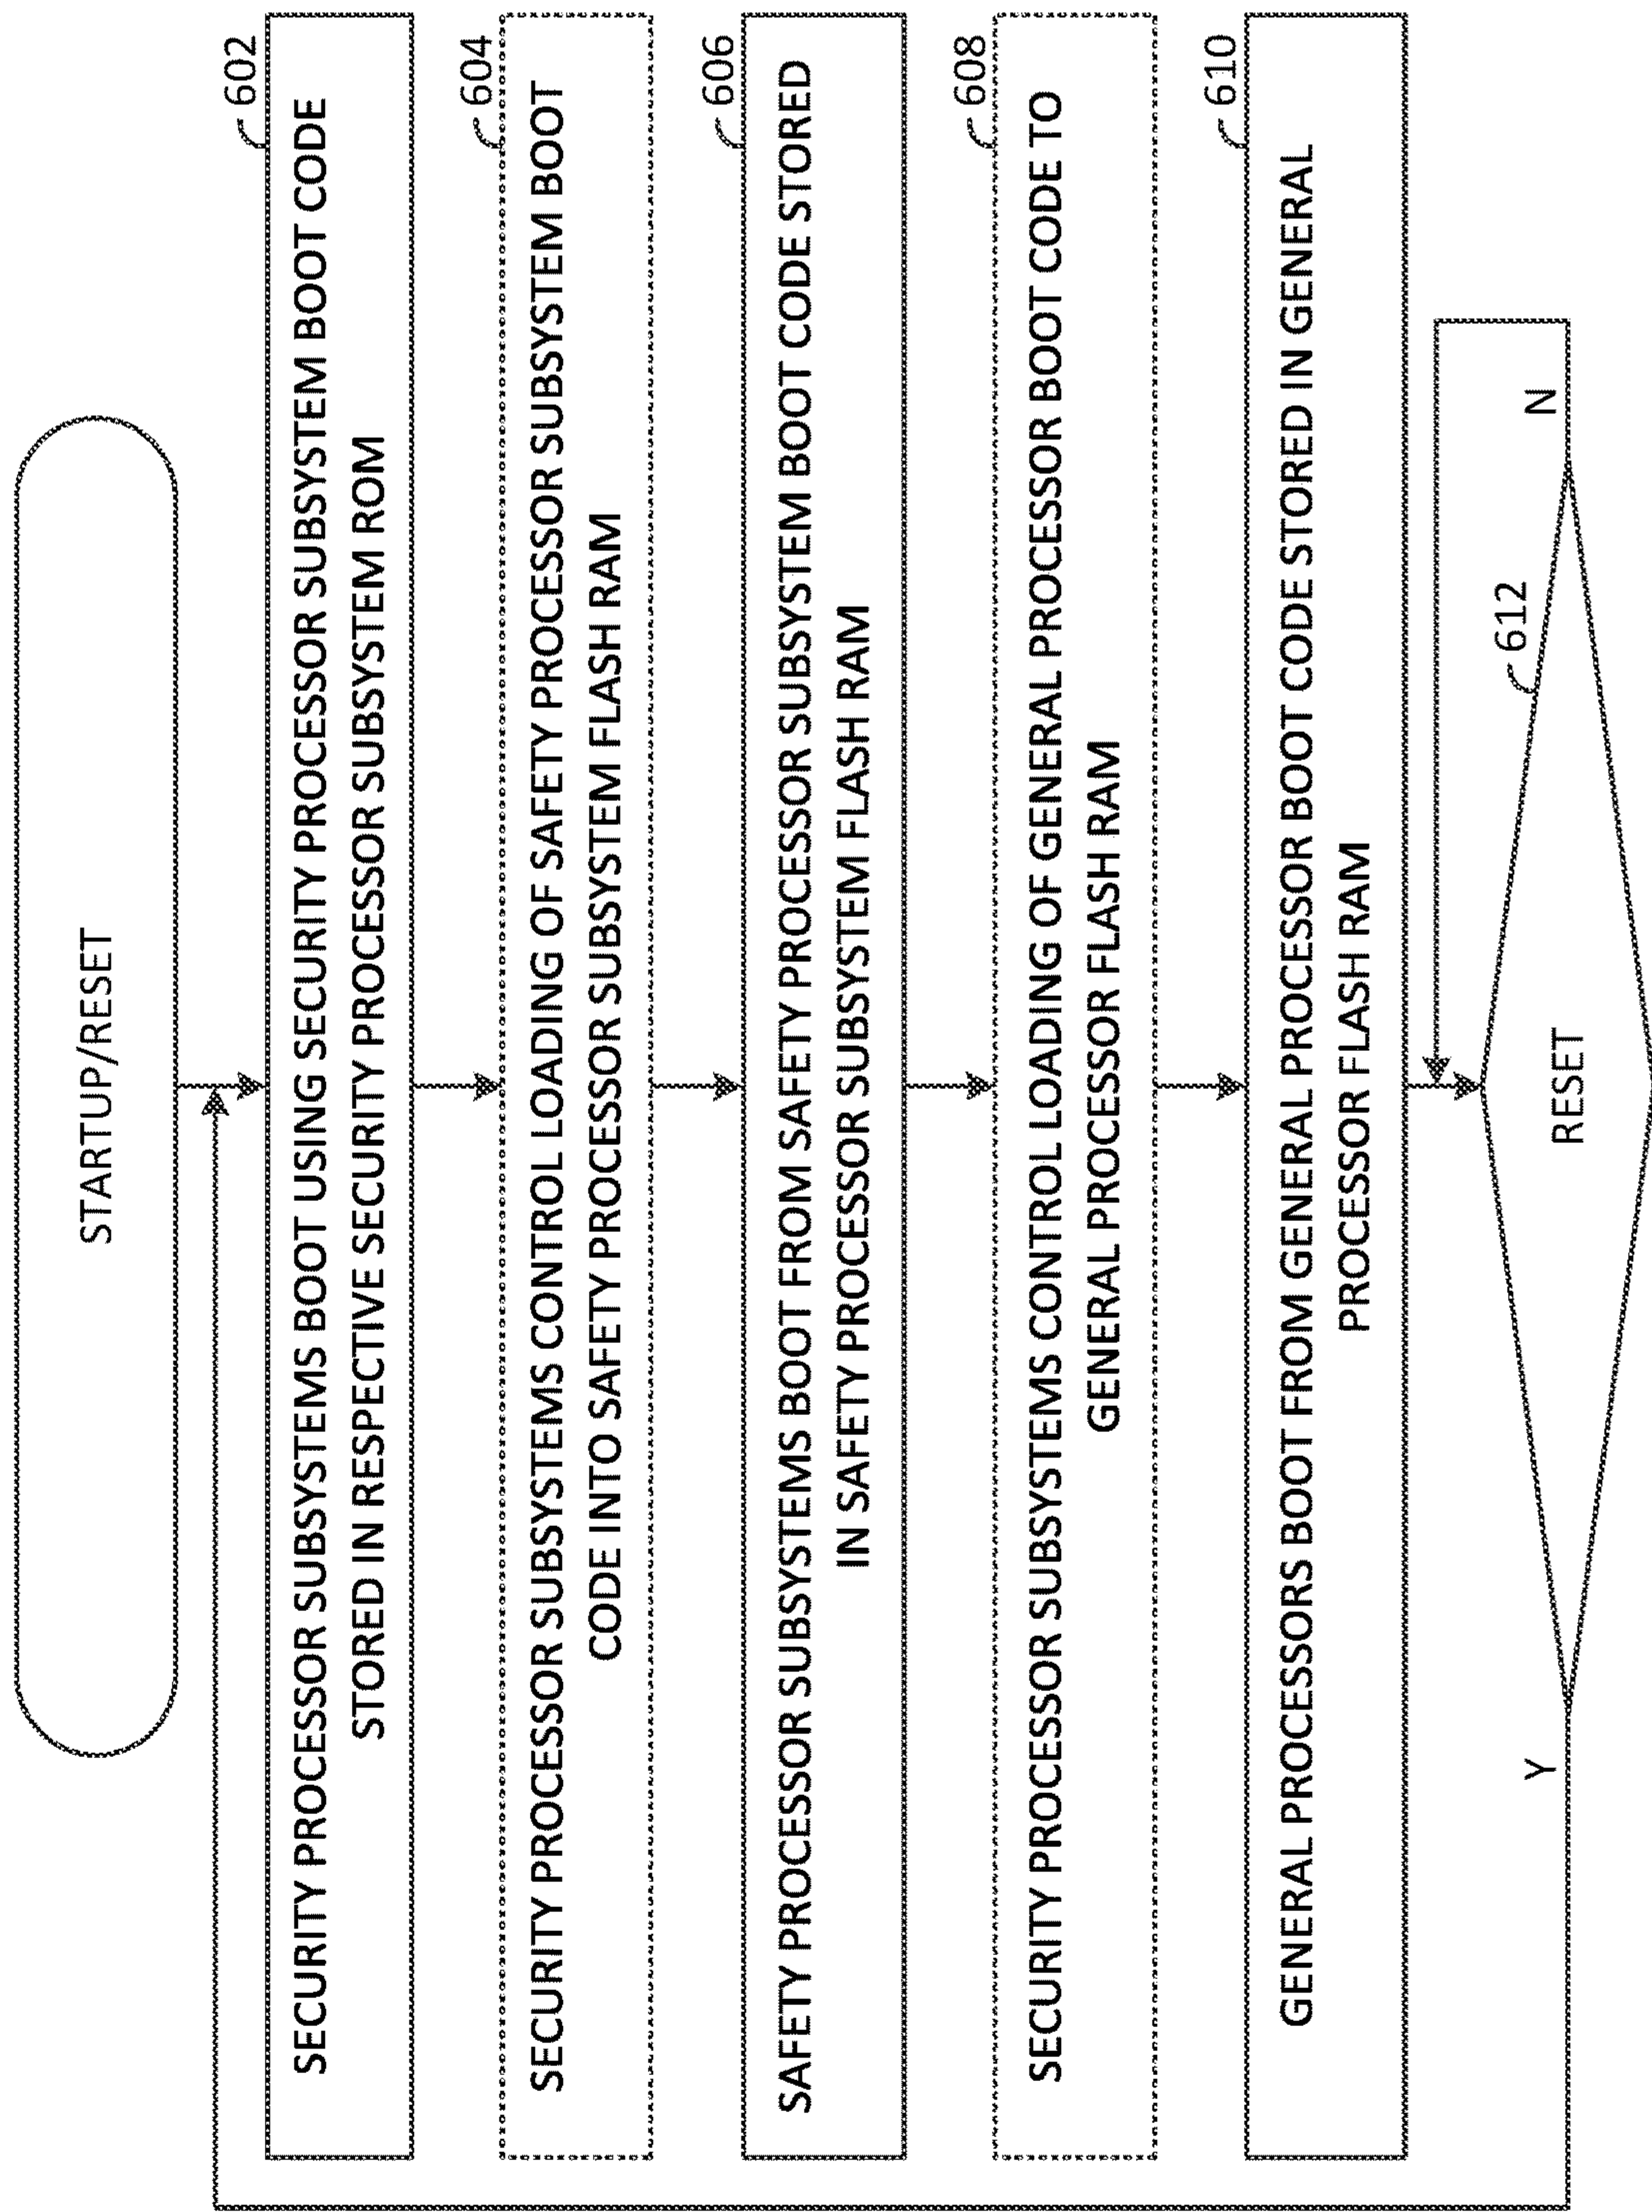 STARTUP/RESET
602
SECURITY PROCESSOR SUBSYSTEMS BOOT USING SECURITY PROCESSOR SUBSYSTEM BOOT CODE
STORED IN RESPECTIVE SECURITY PROCESSOR SUBSYSTEM ROM
604
SECURITY PROCESSOR SUBSYSTEMS CONTROL LOADING OF SAFETY PROCESSOR SUBSYSTEM BOOT
CODE INTO SAFETY PROCESSOR SUBSYSTEM FLASH RAM
606
SAFETY PROCESSOR SUBSYSTEMS BOOT FROM SAFETY PROCESSOR SUBSYSTEM BOOT CODE STORED
IN SAFETY PROCESSOR SUBSYSTEM FLASH RAM
608
SECURITY PROCESSOR SUBSYSTEMS CONTROL LOADING OF GENERAL PROCESSOR BOOT CODE TO
GENERAL PROCESSOR FLASH RAM
610
GENERAL PROCESSORS BOOT FROM GENERAL PROCESSOR BOOT CODE STORED IN GENERAL
PROCESSOR FLASH RAM
612
Y
RESET
N